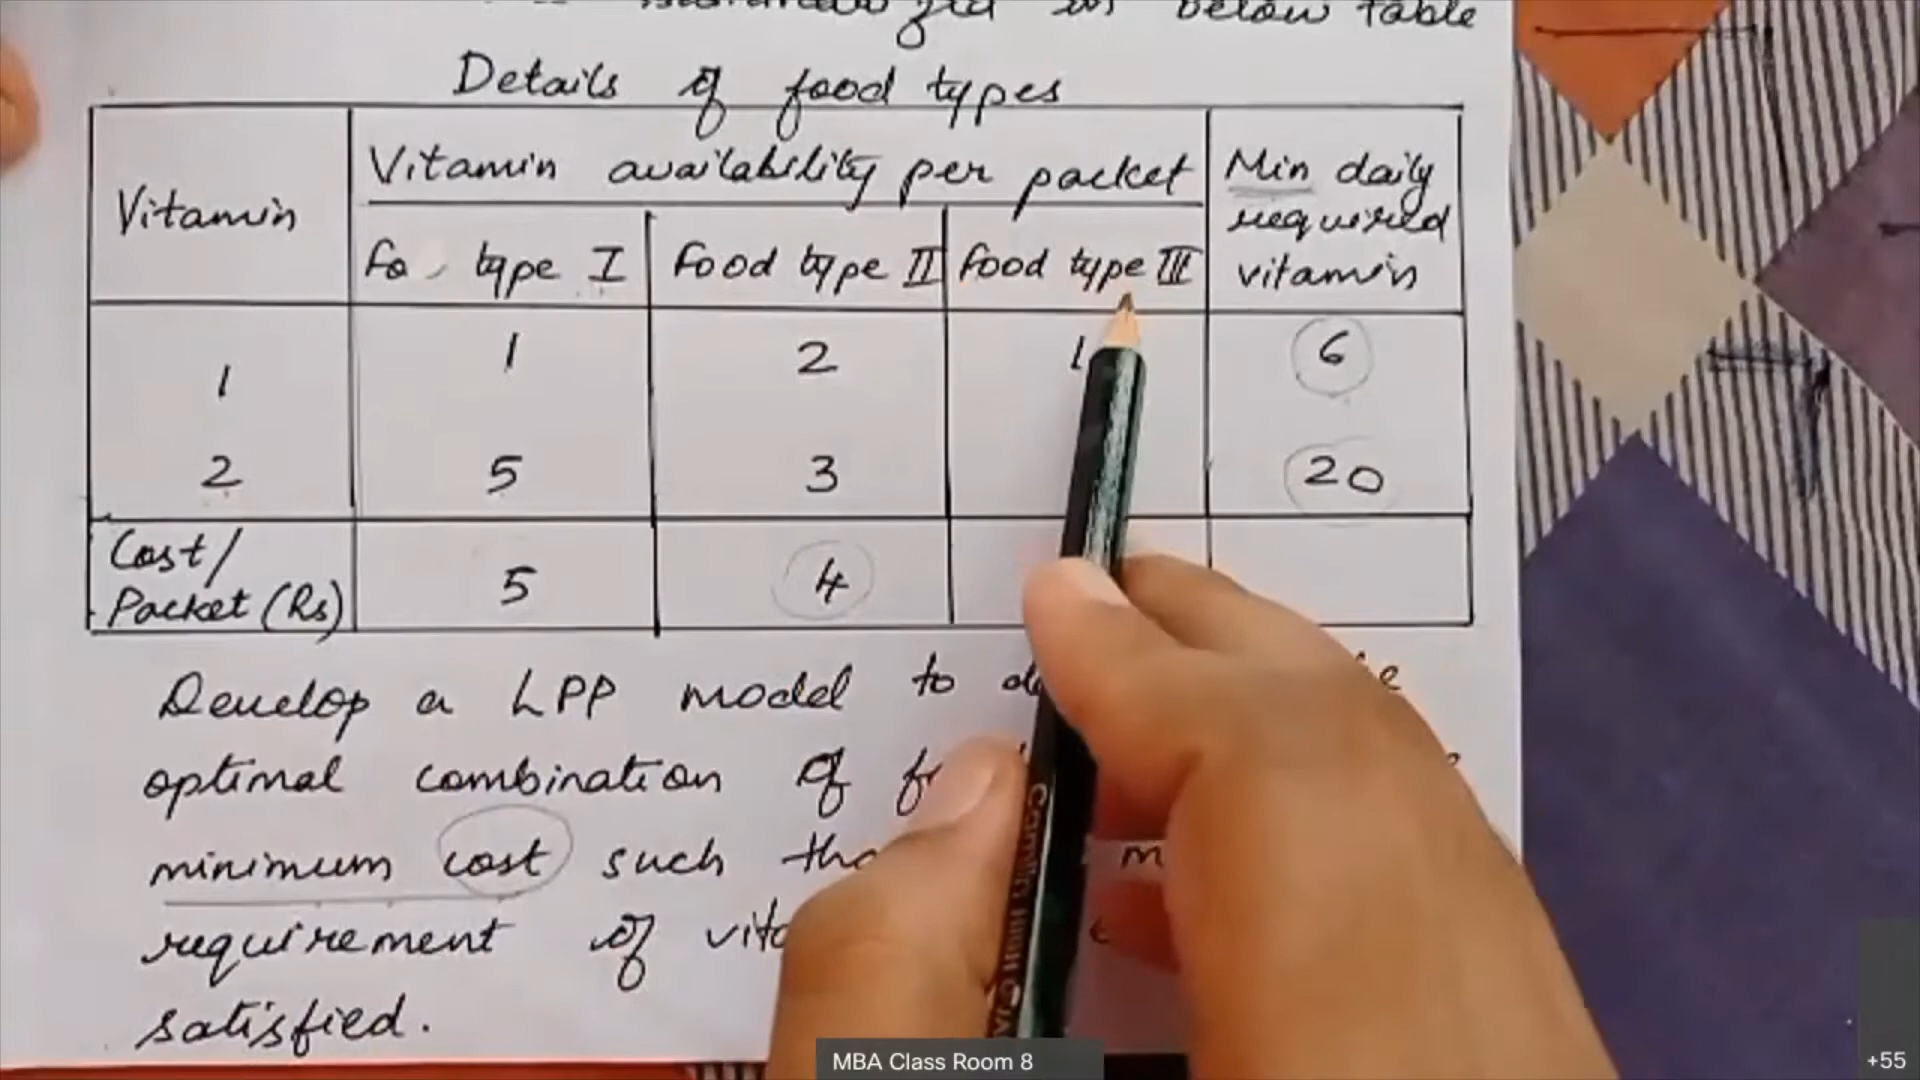 below table
Details of food types
Vitamin
Vitamin availability per packet
Min daily
required
vitamin
type I
Food type II
Food type III
1
1
2
1
6
2
5
3
20
Cost/
Packet (Rs)
5
4
Develop a LPP model to
optimal combination of
minimum cost such
requirement of
satisfied.
MBA Class Room 8
+55